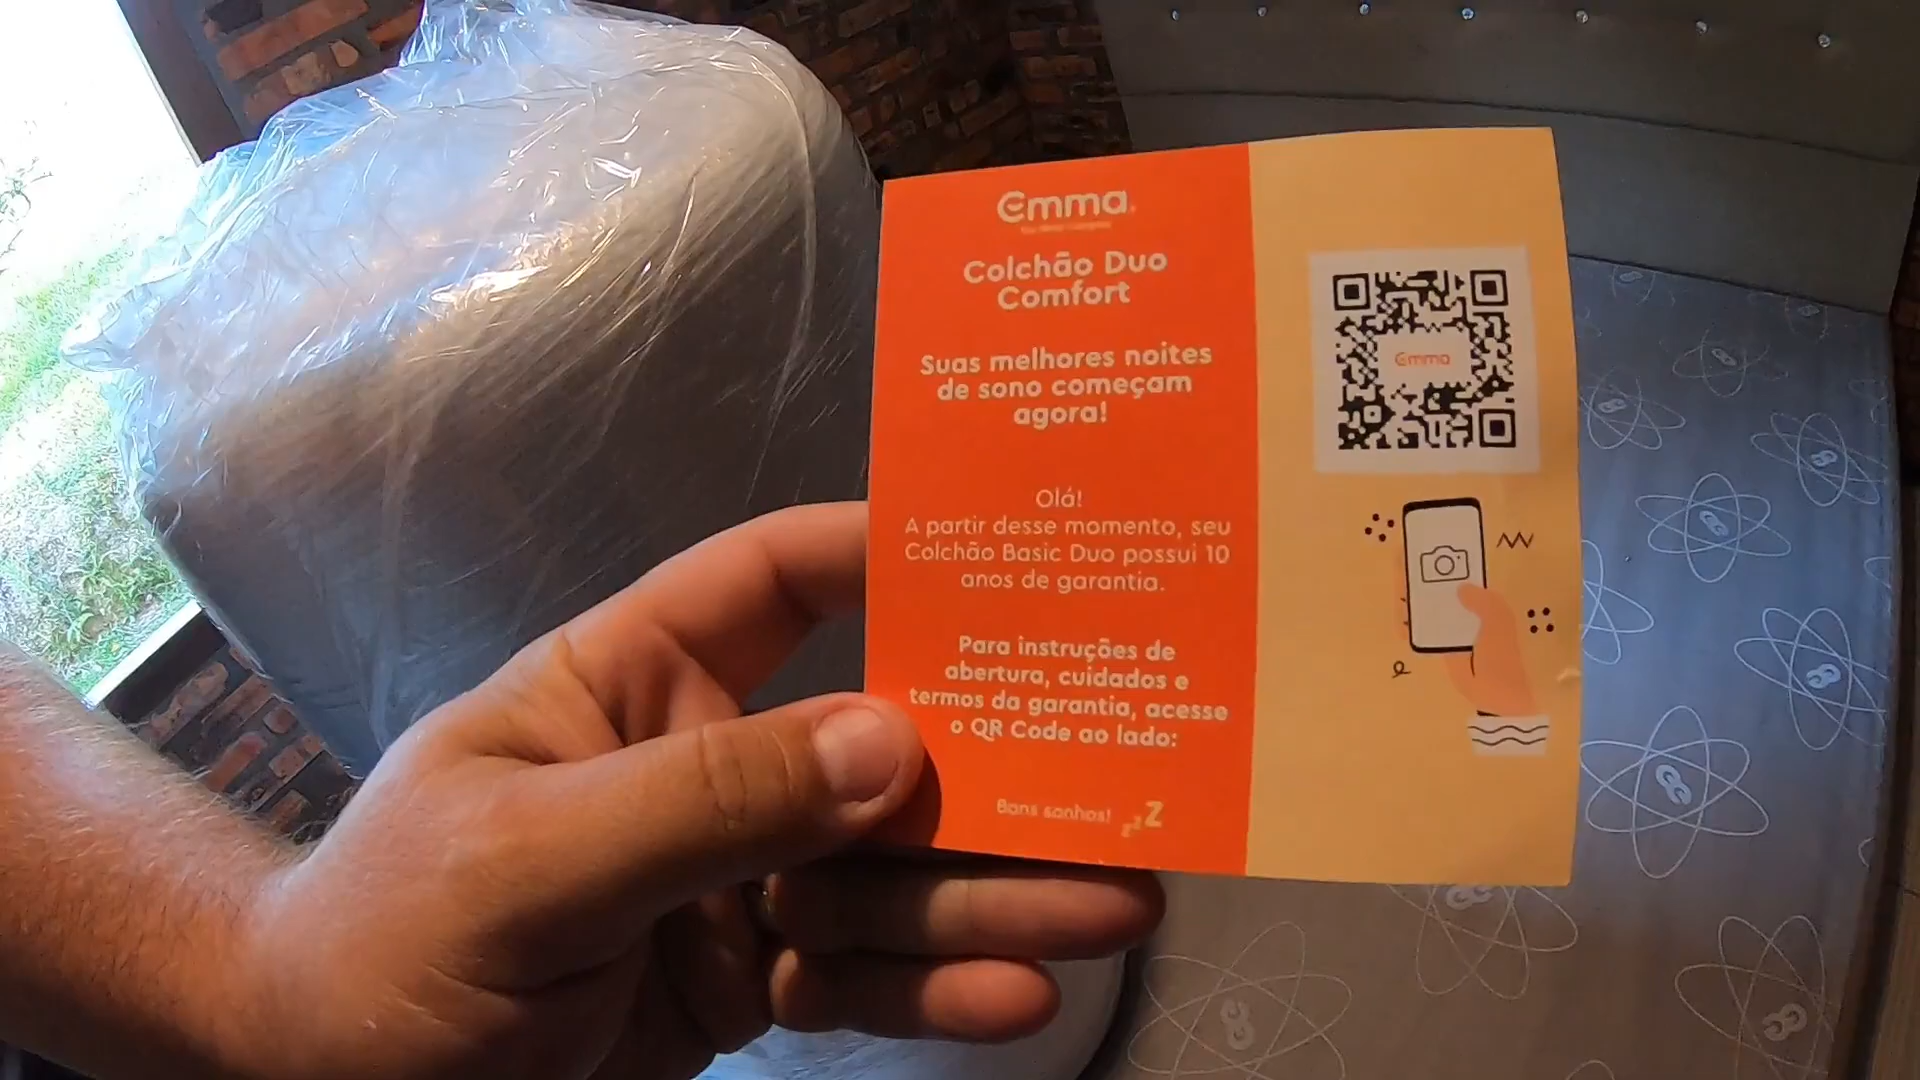 Emma
Colchão Duo
Comfort
Suas melhores noites
de sono começam
agora!
Olá!
A partir desse momento, seu
Colchão Basic Duo possui 10
anos de garantia.
Para instruções de
abertura, cuidados e
termos da garantia, acesse
o QR Code ao lado:
Bons sonhos! zzZ
Emma